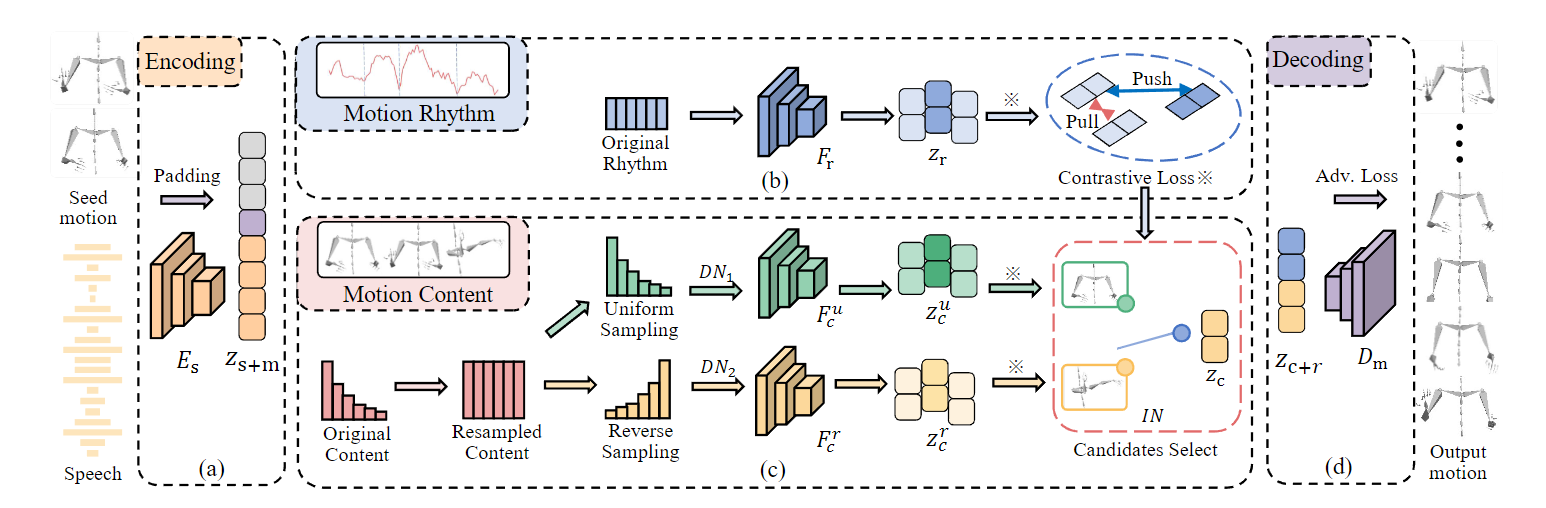 Encoding
Seed
motion
Speech
Padding
E_s
z_{s+m}
(a)
Motion Rhythm
Original
Rhythm
F_r
z_r
※
Push
Pull
Contrastive Loss※
(b)
Motion Content
Original
Content
Resampled
Content
Uniform
Sampling
DN_1
F_c^u
z_c^u
※
Reverse
Sampling
DN_2
F_c^r
z_c^r
※
z_c
IN
Candidates Select
(c)
Decoding
Adv. Loss
z_{c+r}
D_m
(d)
Output
motion